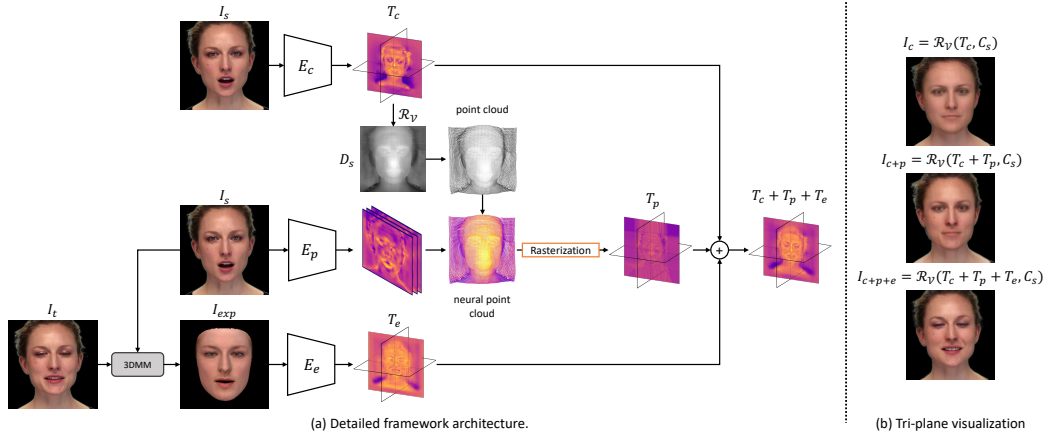 I_s
E_c
T_c
R_V
point cloud
D_s
I_s
E_p
neural point
cloud
Rasterization
T_p
+
T_c + T_p + T_e
I_t
3DMM
I_exp
E_e
T_e
(a) Detailed framework architecture.
I_c = R_V(T_c, C_s)
I_{c+p} = R_V(T_c + T_p, C_s)
I_{c+p+e} = R_V(T_c + T_p + T_e, C_s)
(b) Tri-plane visualization